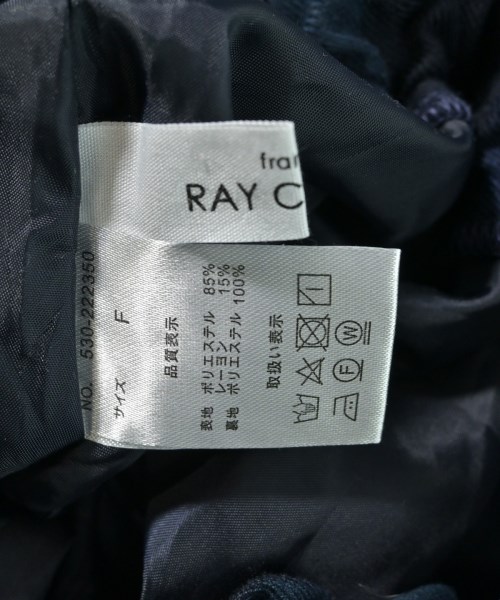 fran
RAY C
NO. 530-222350
サイズ F
品質表示
表地 ポリエステル 85%
レーヨン 15%
裏地 ポリエステル 100%
取扱い表示
W
F